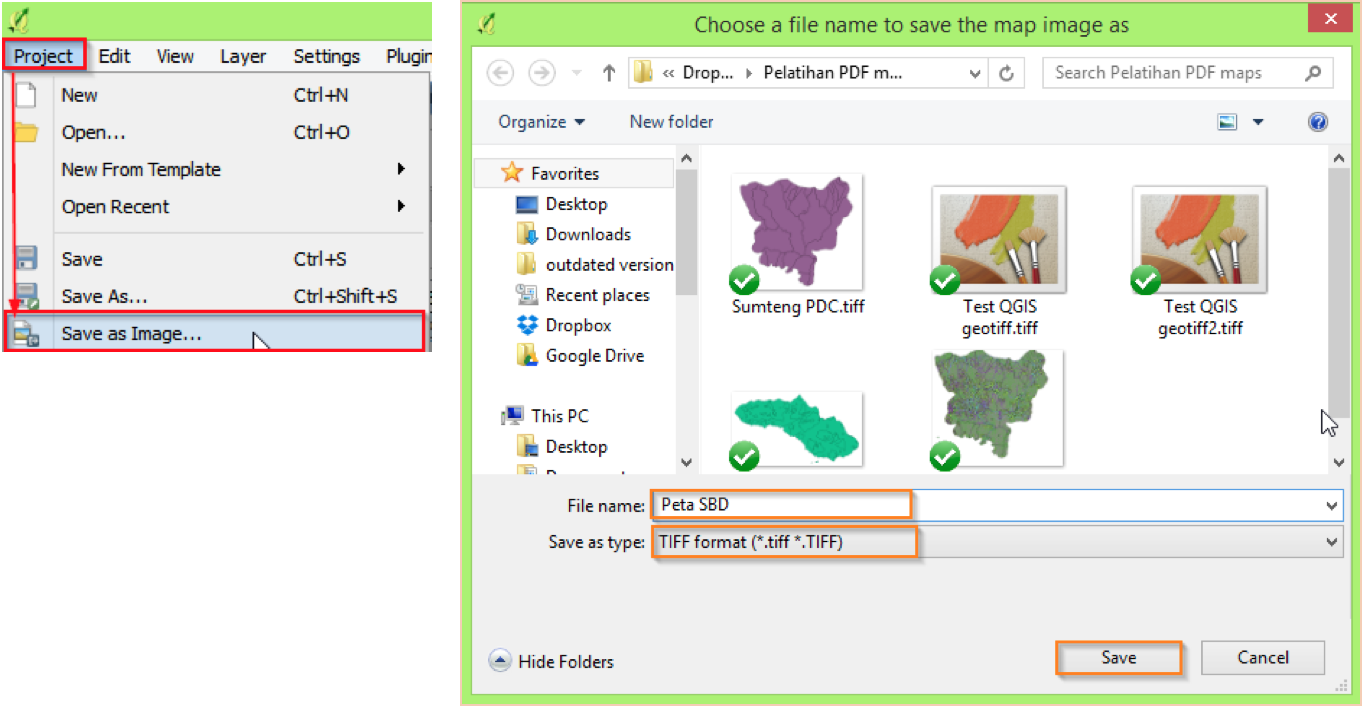 Project Edit View Layer Settings Plugin
New Ctrl+N
Open... Ctrl+O
New From Template
Open Recent
Save Ctrl+S
Save As... Ctrl+Shift+S
Save as Image...
Choose a file name to save the map image as
« Drop... Pelatihan PDF m... Search Pelatihan PDF maps
Organize New folder
Favorites
Desktop
Downloads
outdated version
Recent places
Dropbox
Google Drive
This PC
Desktop
Sumteng PDC.tiff
Test QGIS
geotiff.tiff
Test QGIS
geotiff2.tiff
File name: Peta SBD
Save as type: TIFF format (*.tiff *.TIFF)
Hide Folders Save Cancel